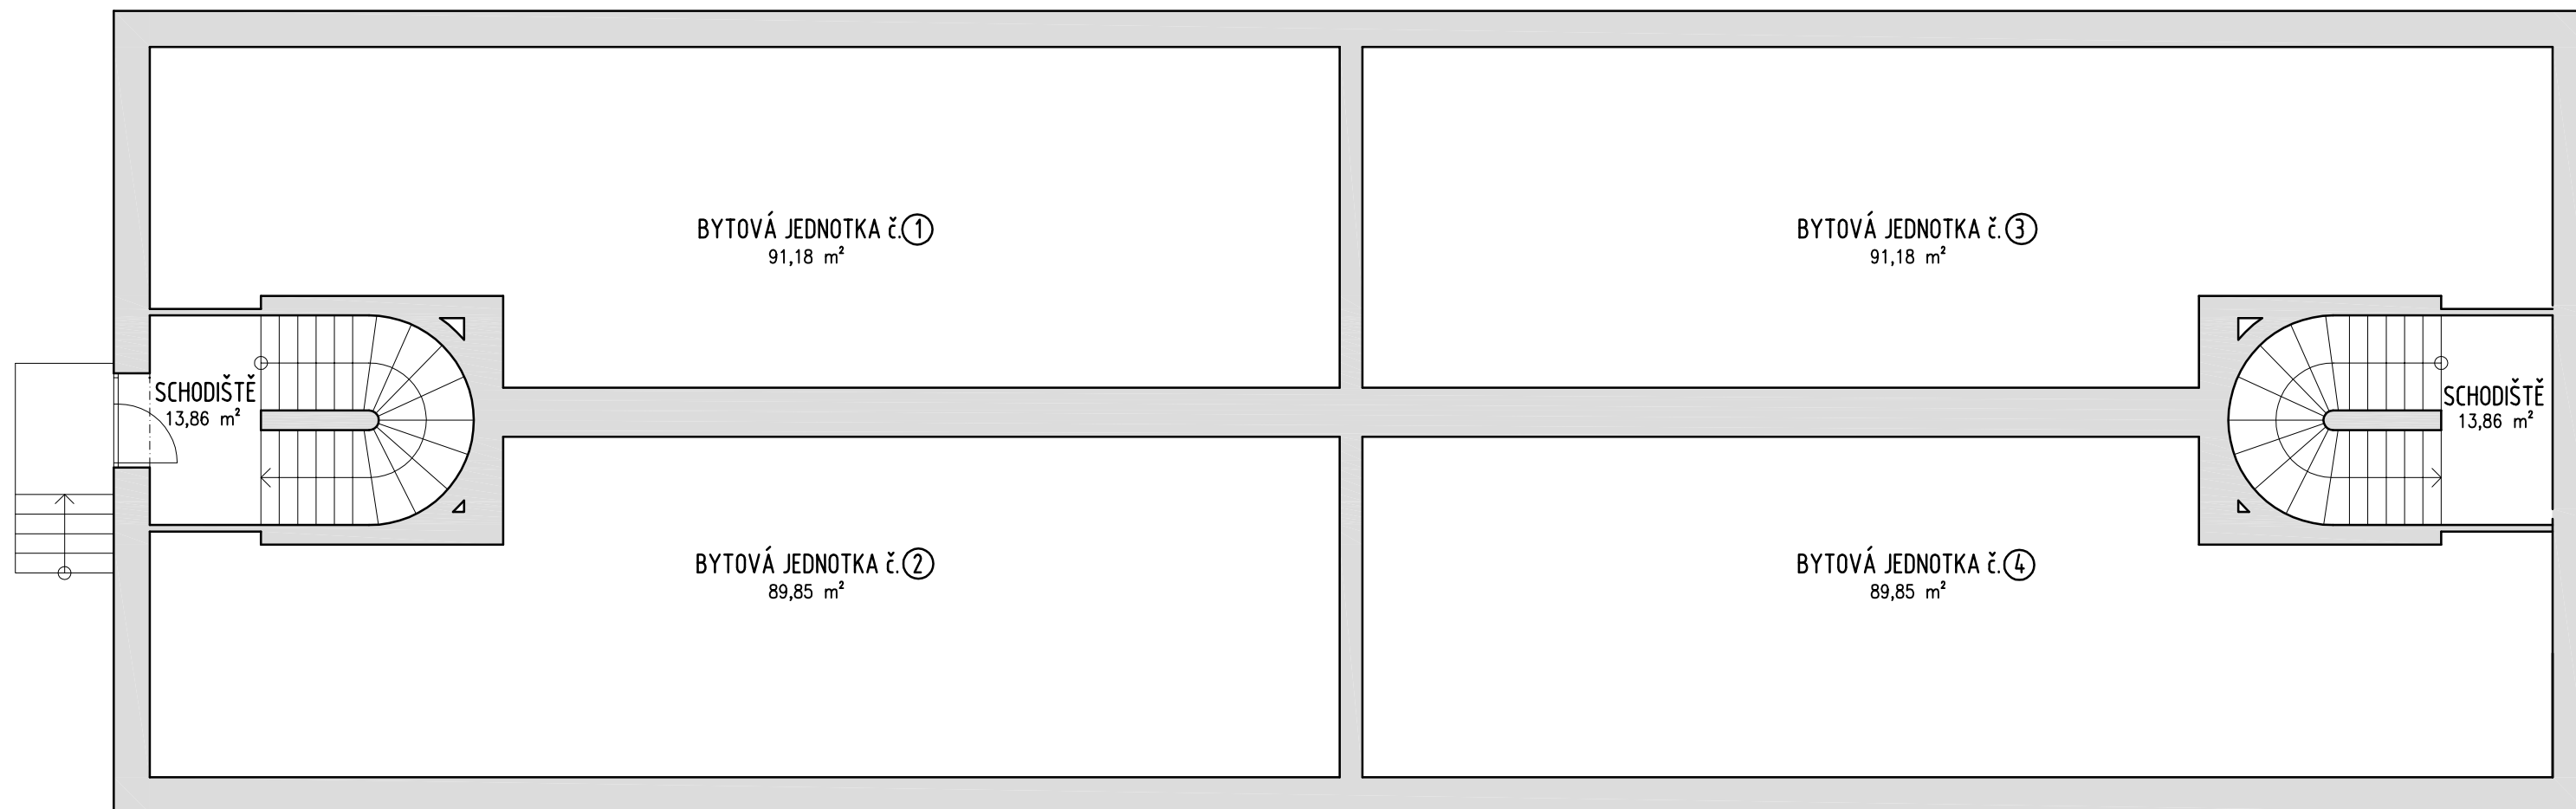 BYTOVÁ JEDNOTKA č. 1
91,18 m²
BYTOVÁ JEDNOTKA č. 3
91,18 m²
SCHODIŠTĚ
13,86 m²
SCHODIŠTĚ
13,86 m²
BYTOVÁ JEDNOTKA č. 2
89,85 m²
BYTOVÁ JEDNOTKA č. 4
89,85 m²